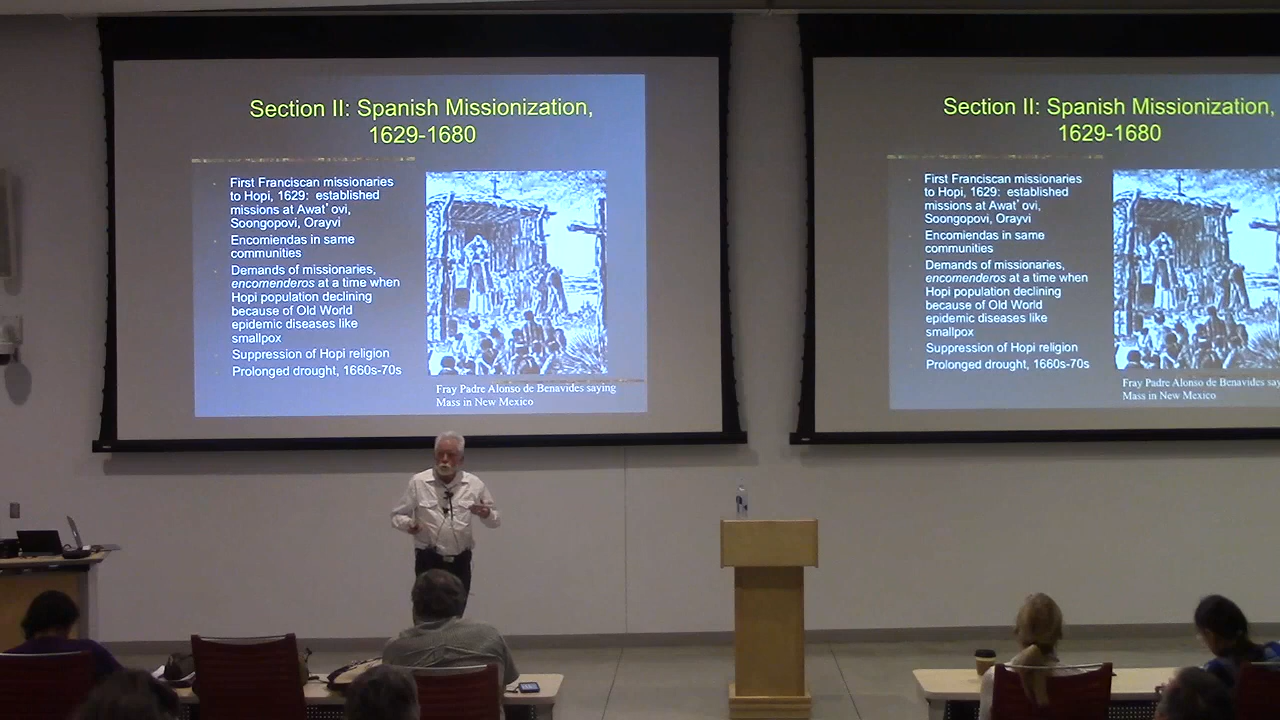 Section II: Spanish Missionization,
1629-1680
First Franciscan missionaries
to Hopi, 1629: established
missions at Awat'ovi,
Soongopovi, Orayvi
Encomiendas in same
communities
Demands of missionaries,
encomenderos at a time when
Hopi population declining
because of Old World
epidemic diseases like
smallpox
Suppression of Hopi religion
Prolonged drought, 1660s-70s
Fray Padre Alonso de Benavides saying
Mass in New Mexico
Section II: Spanish Missionization,
1629-1680
First Franciscan missionaries
to Hopi, 1629: established
missions at Awat'ovi,
Soongopovi, Orayvi
Encomiendas in same
communities
Demands of missionaries,
encomenderos at a time when
Hopi population declining
because of Old World
epidemic diseases like
smallpox
Suppression of Hopi religion
Prolonged drought, 1660s-70s
Fray Padre Alonso de Benavides say
Mass in New Mexico